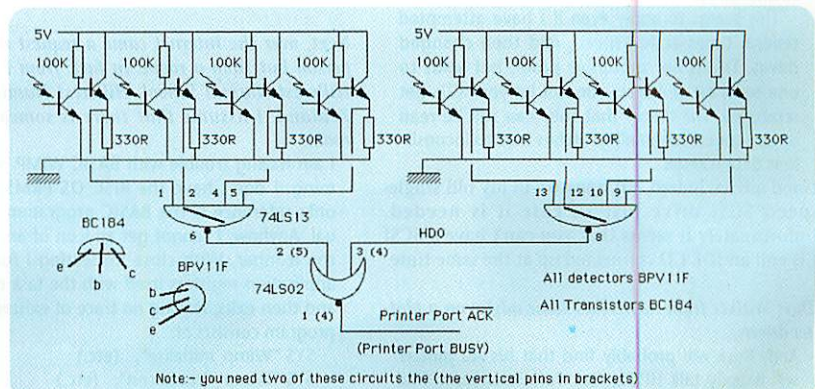 5V
5V
100K 100K 100K 100K
100K 100K 100K 100K
330R 330R 330R 330R
330R 330R 330R 330R
1 2 4 5
13 12 10 9
74LS13
6
8
BC184
e b c
2 (5)
3 (4)
HD0
BPV11F
b
c
e
74LS02
1 (4)
Printer Port ACK
(Printer Port BUSY)
All detectors BPV11F
All Transistors BC184
Note:- you need two of these circuits the (the vertical pins in brackets)